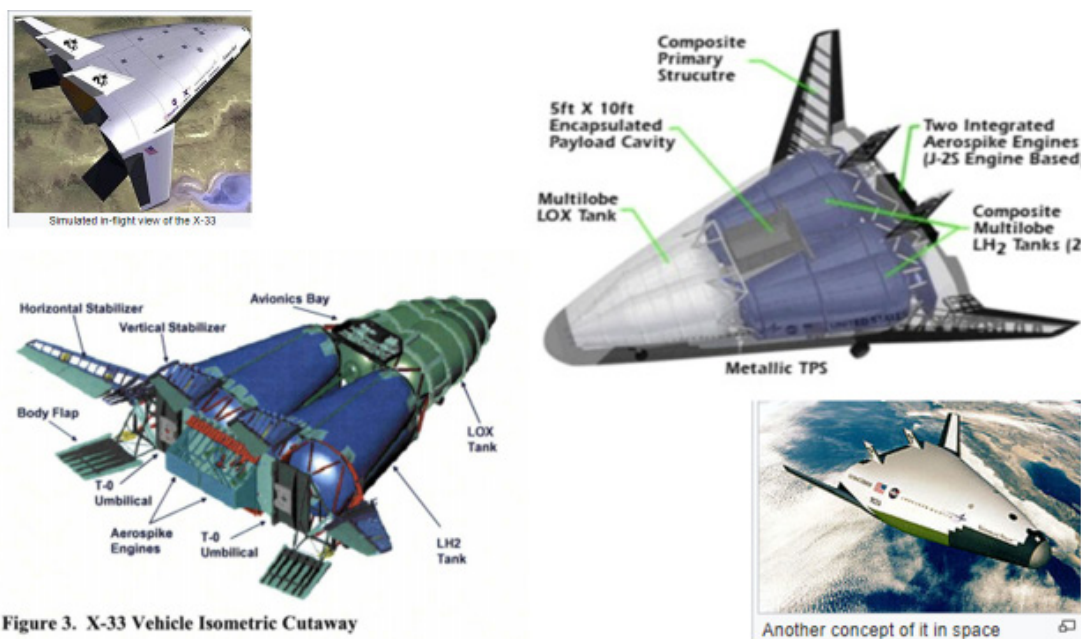 Simulated in-flight view of the X-33
Composite
Primary
Strucutre
5ft X 10ft
Encapsulated
Payload Cavity
Multilobe
LOX Tank
Two Integrated
Aerospike Engines
(J-2S Engine Based
Composite
Multilobe
LH2 Tanks (2
UNITED STATES
Metallic TPS
Horizontal Stabilizer
Vertical Stabilizer
Avionics Bay
Body Flap
T-0
Umbilical
Aerospike
Engines
T-0
Umbilical
LH2
Tank
LOX
Tank
Figure 3. X-33 Vehicle Isometric Cutaway
Another concept of it in space